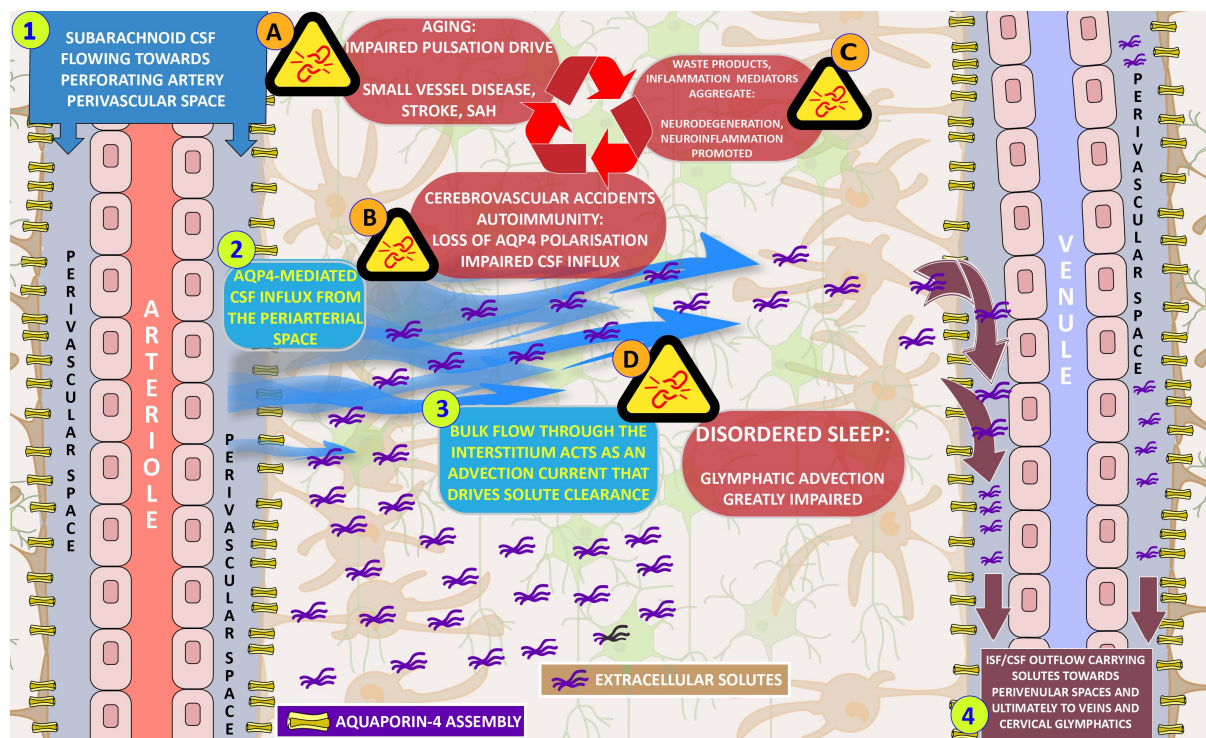 1
SUBARACHNOID CSF
FLOWING TOWARDS
PERFORATING ARTERY
PERIVASCULAR SPACE
A
AGING:
IMPAIRED PULSATION DRIVE
SMALL VESSEL DISEASE,
STROKE, SAH
C
WASTE PRODUCTS,
INFLAMMATION MEDIATORS
AGGREGATE:
NEURODEGENERATION,
NEUROINFLAMMATION
PROMOTED
B
CEREBROVASCULAR ACCIDENTS
AUTOIMMUNITY:
LOSS OF AQP4 POLARISATION
IMPAIRED CSF INFLUX
2
AQP4-MEDIATED
CSF INFLUX FROM
THE PERIARTERIAL
SPACE
PERIVASCULAR SPACE
ARTERIOLE
PERIVASCULAR SPACE
3
BULK FLOW THROUGH THE
INTERSTITIUM ACTS AS AN
ADVECTION CURRENT THAT
DRIVES SOLUTE CLEARANCE
D
DISORDERED SLEEP:
GLYMPHATIC ADVECTION
GREATLY IMPAIRED
VENULE
PERIVASCULAR SPACE
EXTRACELLULAR SOLUTES
AQUAPORIN-4 ASSEMBLY
4
ISF/CSF OUTFLOW CARRYING
SOLUTES TOWARDS
PERIVENULAR SPACES AND
ULTIMATELY TO VEINS AND
CERVICAL GLYMPHATICS